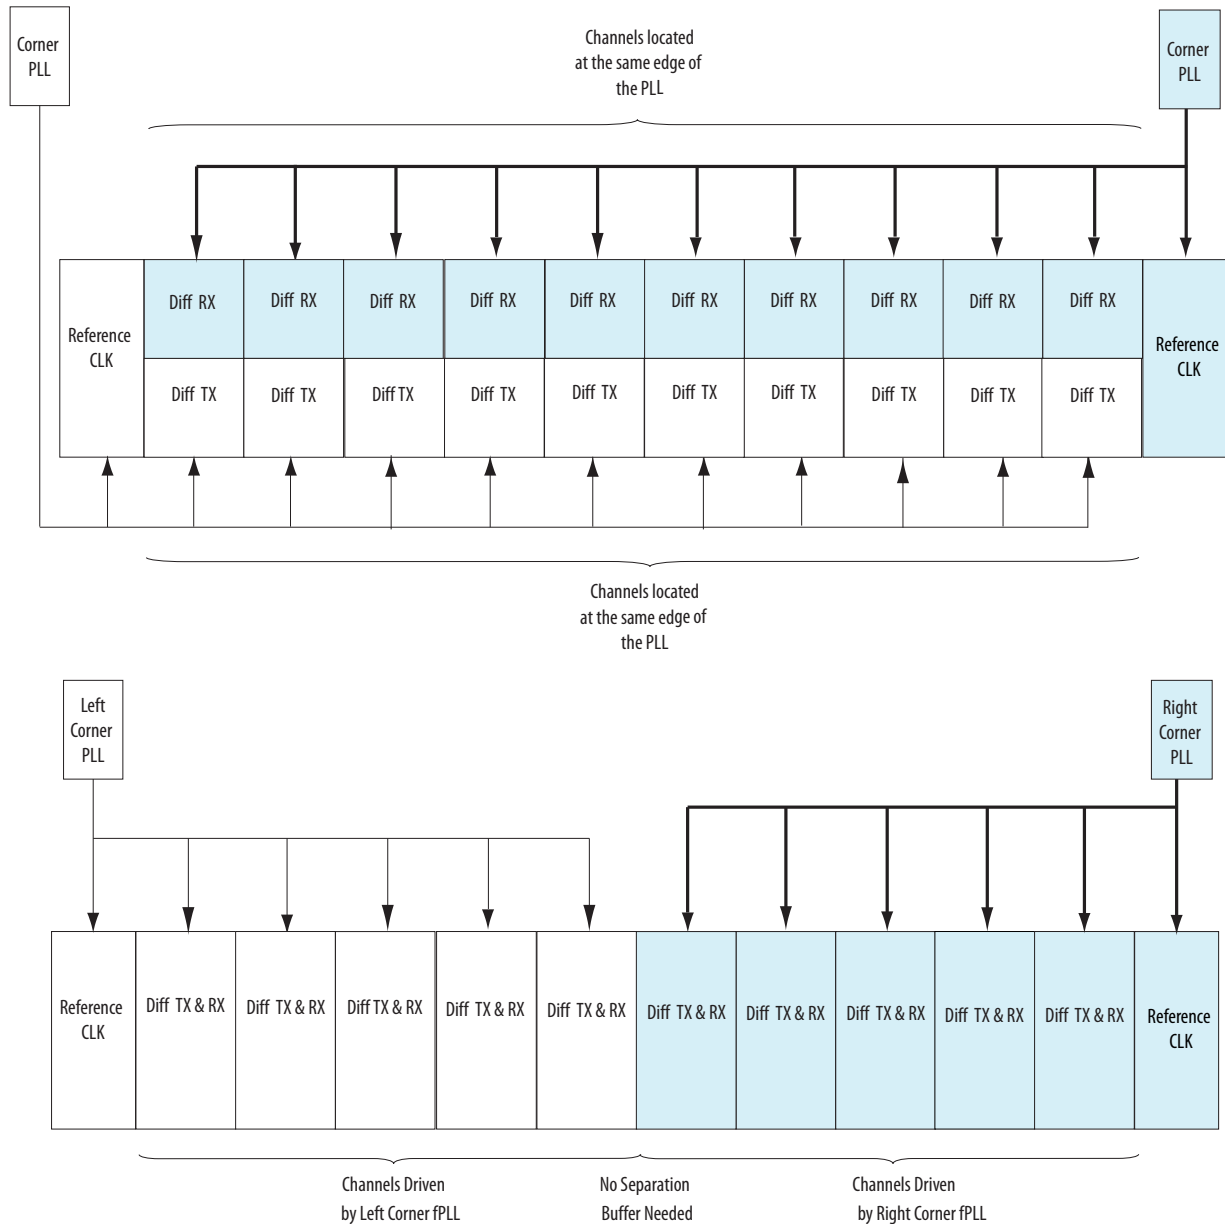 Corner
PLL
Channels located
at the same edge of
the PLL
Corner
PLL
Reference
CLK
Diff RX
Diff RX
Diff RX
Diff RX
Diff RX
Diff RX
Diff RX
Diff RX
Diff RX
Diff RX
Diff TX
Diff TX
Diff TX
Diff TX
Diff TX
Diff TX
Diff TX
Diff TX
Diff TX
Diff TX
Reference
CLK
Channels located
at the same edge of
the PLL
Left
Corner
PLL
Right
Corner
PLL
Reference
CLK
Diff TX & RX
Diff TX & RX
Diff TX & RX
Diff TX & RX
Diff TX & RX
Diff TX & RX
Diff TX & RX
Diff TX & RX
Diff TX & RX
Diff TX & RX
Reference
CLK
Channels Driven
by Left Corner fPLL
No Separation
Buffer Needed
Channels Driven
by Right Corner fPLL